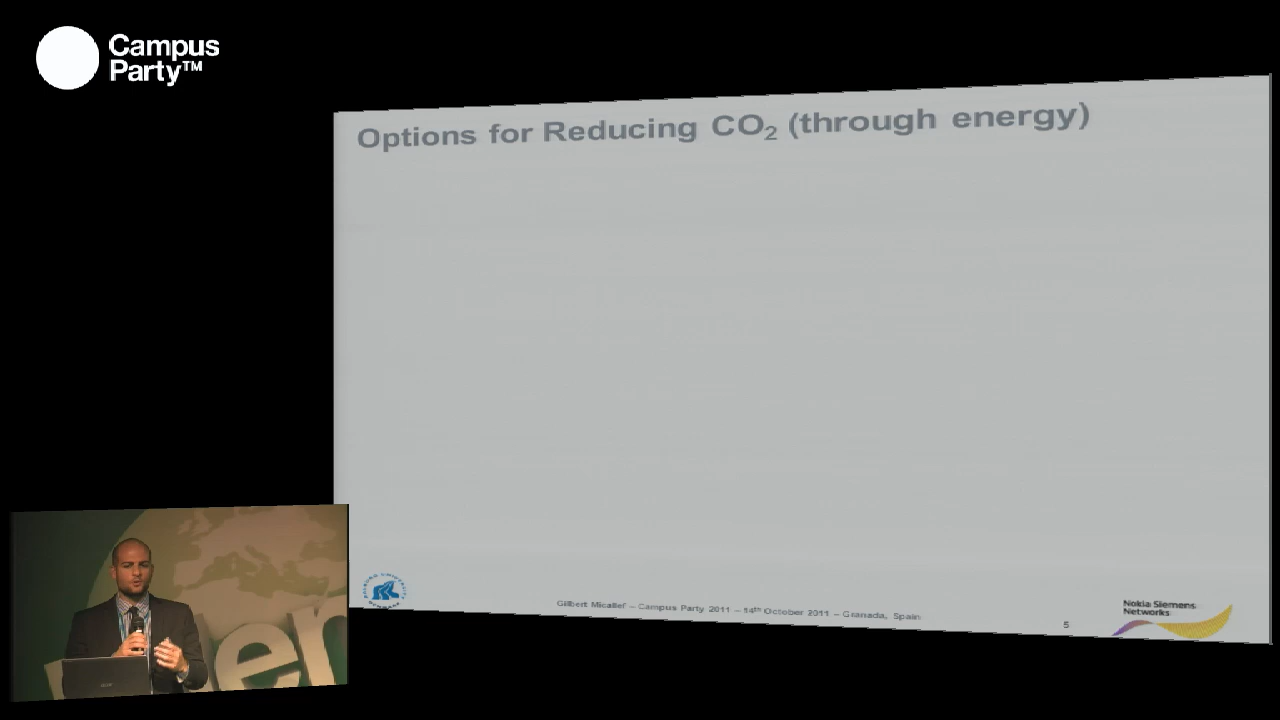 Campus
Party™
Options for Reducing CO₂ (through energy)
Gilbert Micallef – Campus Party 2011 – 14th October 2011 – Granada, Spain
5
Nokia Siemens
Networks
en